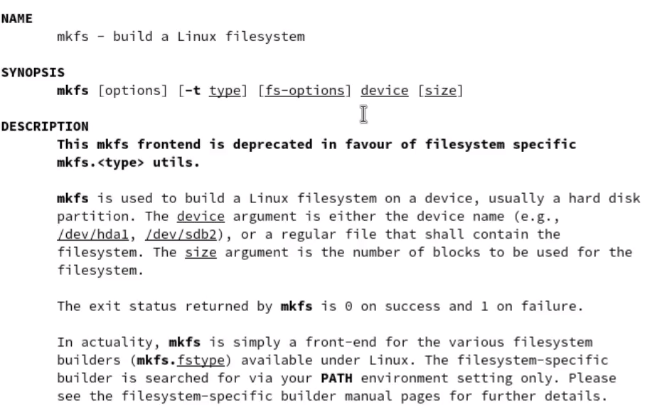 NAME
mkfs - build a Linux filesystem
SYNOPSIS
mkfs [options] [-t type] [fs-options] device [size]
DESCRIPTION
This mkfs frontend is deprecated in favour of filesystem specific
mkfs.<type> utils.
mkfs is used to build a Linux filesystem on a device, usually a hard disk
partition. The device argument is either the device name (e.g.,
/dev/hda1, /dev/sdb2), or a regular file that shall contain the
filesystem. The size argument is the number of blocks to be used for the
filesystem.
The exit status returned by mkfs is 0 on success and 1 on failure.
In actuality, mkfs is simply a front-end for the various filesystem
builders (mkfs.fstype) available under Linux. The filesystem-specific
builder is searched for via your PATH environment setting only. Please
see the filesystem-specific builder manual pages for further details.